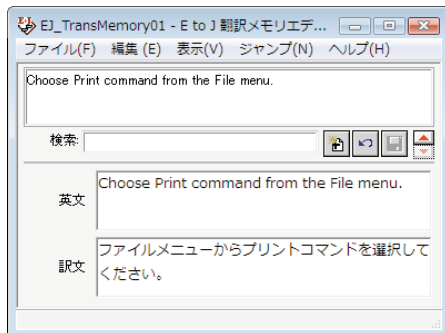 EJ_TransMemory01 - E to J 翻訳メモリエデ...
ファイル(F) 編集(E) 表示(V) ジャンプ(N) ヘルプ(H)
Choose Print command from the File menu.
検索:
英文 Choose Print command from the File menu.
訳文 ファイルメニューからプリントコマンドを選択して
ください。